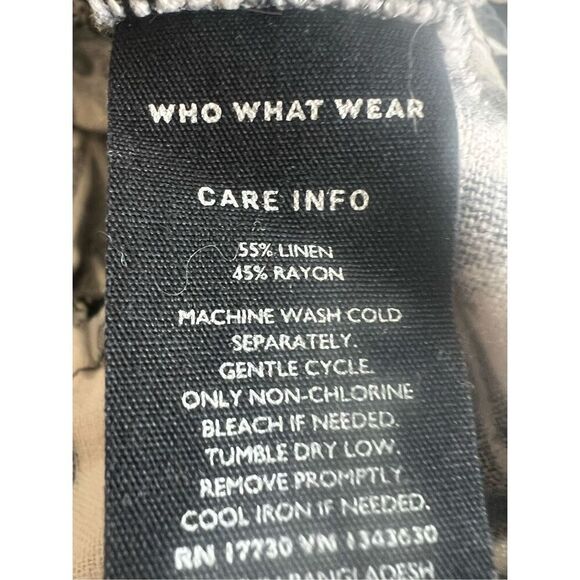 WHO WHAT WEAR
CARE INFO
55% LINEN
45% RAYON
MACHINE WASH COLD
SEPARATELY.
GENTLE CYCLE.
ONLY NON-CHLORINE
BLEACH IF NEEDED.
TUMBLE DRY LOW.
REMOVE PROMPTLY.
COOL IRON IF NEEDED.
RN 17730 VN 1343630
BANGLADESH